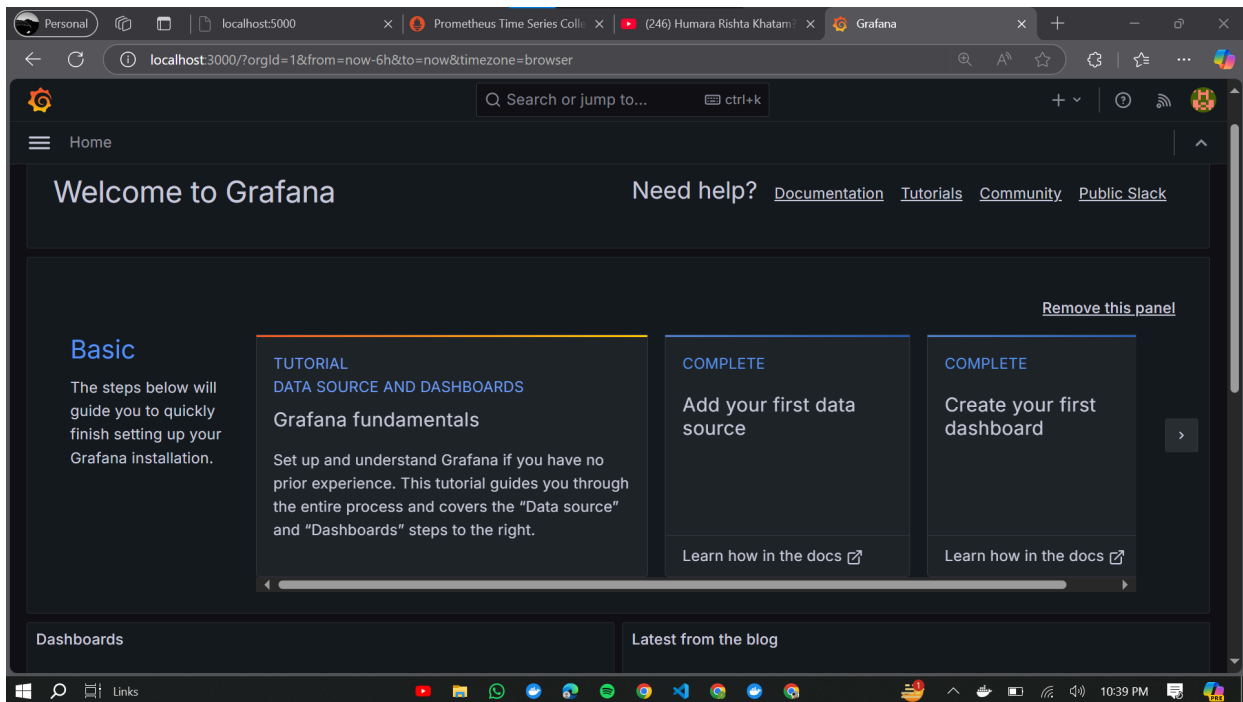 Personal
localhost:5000
Prometheus Time Series Colle
(246) Humara Rishta Khatam?
Grafana
localhost:3000/?orgId=1&from=now-6h&to=now&timezone=browser
Search or jump to... ctrl+k
Home
Welcome to Grafana
Need help? Documentation Tutorials Community Public Slack
Remove this panel
Basic
The steps below will
guide you to quickly
finish setting up your
Grafana installation.
TUTORIAL
DATA SOURCE AND DASHBOARDS
Grafana fundamentals
Set up and understand Grafana if you have no
prior experience. This tutorial guides you through
the entire process and covers the “Data source”
and “Dashboards” steps to the right.
COMPLETE
Add your first data
source
Learn how in the docs
COMPLETE
Create your first
dashboard
Learn how in the docs
Dashboards
Latest from the blog
Links
1
10:39 PM
PRE